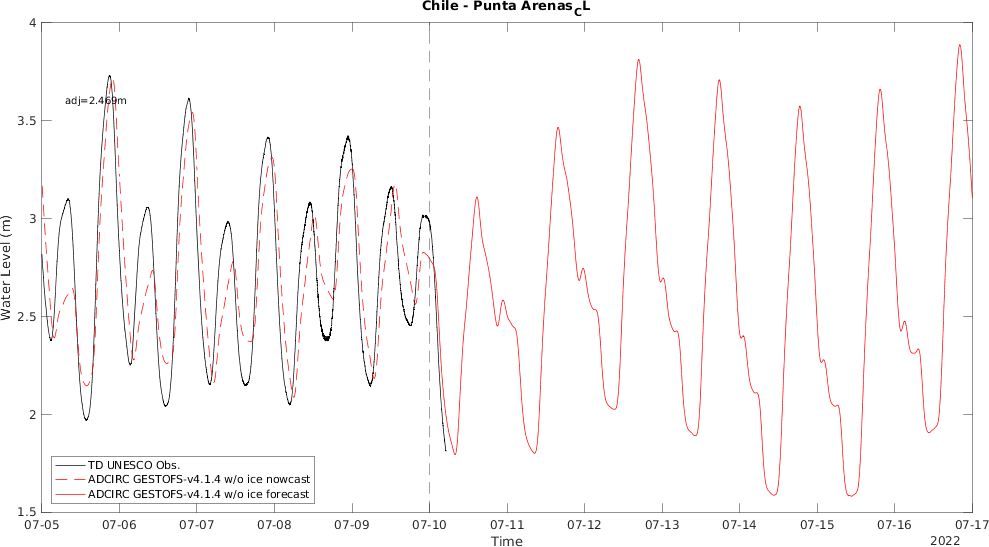 Chile - Punta Arenas_CL
4
adj=2.469m
3.5
3
Water Level (m)
2.5
2
TD UNESCO Obs.
ADCIRC GESTOFS-v4.1.4 w/o ice nowcast
ADCIRC GESTOFS-v4.1.4 w/o ice forecast
1.5
07-05 07-06 07-07 07-08 07-09 07-10 07-11 07-12 07-13 07-14 07-15 07-16 07-17
Time
2022